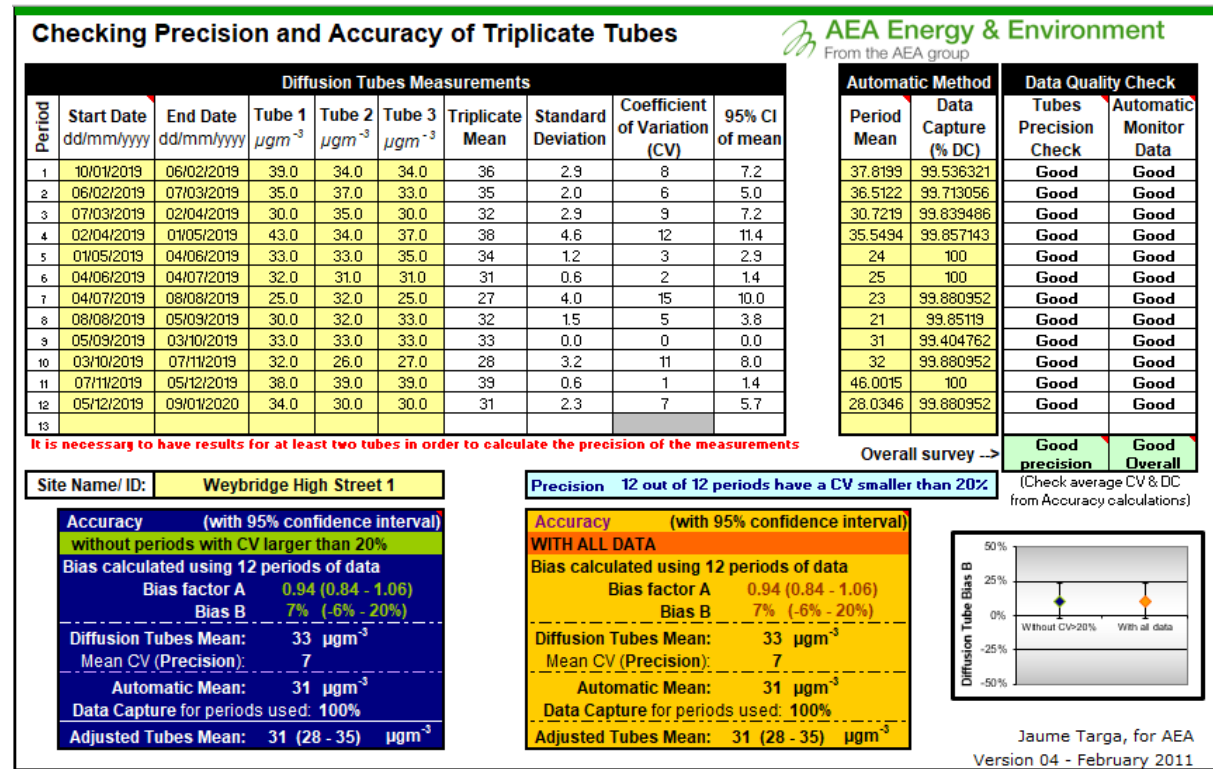 Checking Precision and Accuracy of Triplicate Tubes
AEA Energy & Environment
From the AEA group
Diffusion Tubes Measurements
Automatic Method
Data Quality Check
Period Start Date dd/mm/yyyy End Date dd/mm/yyyy Tube 1 µgm-3 Tube 2 µgm-3 Tube 3 µgm-3 Triplicate Mean Standard Deviation Coefficient of Variation (CV) 95% CI of mean Period Mean Data Capture (% DC) Tubes Precision Check Automatic Monitor Data
1 10/01/2019 06/02/2019 39.0 34.0 34.0 36 2.9 8 7.2 37.8199 99.536321 Good Good
2 06/02/2019 07/03/2019 35.0 37.0 33.0 35 2.0 6 5.0 36.5122 99.713056 Good Good
3 07/03/2019 02/04/2019 30.0 35.0 30.0 32 2.9 9 7.2 30.7219 99.839486 Good Good
4 02/04/2019 01/05/2019 43.0 34.0 37.0 38 4.6 12 11.4 35.5494 99.857143 Good Good
5 01/05/2019 04/06/2019 33.0 33.0 35.0 34 1.2 3 2.9 24 100 Good Good
6 04/06/2019 04/07/2019 32.0 31.0 31.0 31 0.6 2 1.4 25 100 Good Good
7 04/07/2019 08/08/2019 25.0 32.0 25.0 27 4.0 15 10.0 23 99.880952 Good Good
8 08/08/2019 05/09/2019 30.0 32.0 33.0 32 1.5 5 3.8 21 99.85119 Good Good
9 05/09/2019 03/10/2019 33.0 33.0 33.0 33 0.0 0 0.0 31 99.404762 Good Good
10 03/10/2019 07/11/2019 32.0 26.0 27.0 28 3.2 11 8.0 32 99.880952 Good Good
11 07/11/2019 05/12/2019 38.0 39.0 39.0 39 0.6 1 1.4 46.0015 100 Good Good
12 05/12/2019 09/01/2020 34.0 30.0 30.0 31 2.3 7 5.7 28.0346 99.880952 Good Good
13
It is necessary to have results for at least two tubes in order to calculate the precision of the measurements
Overall survey --> Good precision Good Overall
(Check average CV & DC
from Accuracy calculations)
Site Name/ ID: Weybridge High Street 1
Precision 12 out of 12 periods have a CV smaller than 20%
Accuracy (with 95% confidence interval)
without periods with CV larger than 20%
Bias calculated using 12 periods of data
Bias factor A 0.94 (0.84 - 1.06)
Bias B 7% (-6% - 20%)
Diffusion Tubes Mean: 33 µgm-3
Mean CV (Precision): 7
Automatic Mean: 31 µgm-3
Data Capture for periods used: 100%
Adjusted Tubes Mean: 31 (28 - 35) µgm-3
Accuracy (with 95% confidence interval)
WITH ALL DATA
Bias calculated using 12 periods of data
Bias factor A 0.94 (0.84 - 1.06)
Bias B 7% (-6% - 20%)
Diffusion Tubes Mean: 33 µgm-3
Mean CV (Precision): 7
Automatic Mean: 31 µgm-3
Data Capture for periods used: 100%
Adjusted Tubes Mean: 31 (28 - 35) µgm-3
Diffusion Tube Bias B
50%
25%
0%
-25%
-50%
Without CV>20% With all data
Jaume Targa, for AEA
Version 04 - February 2011